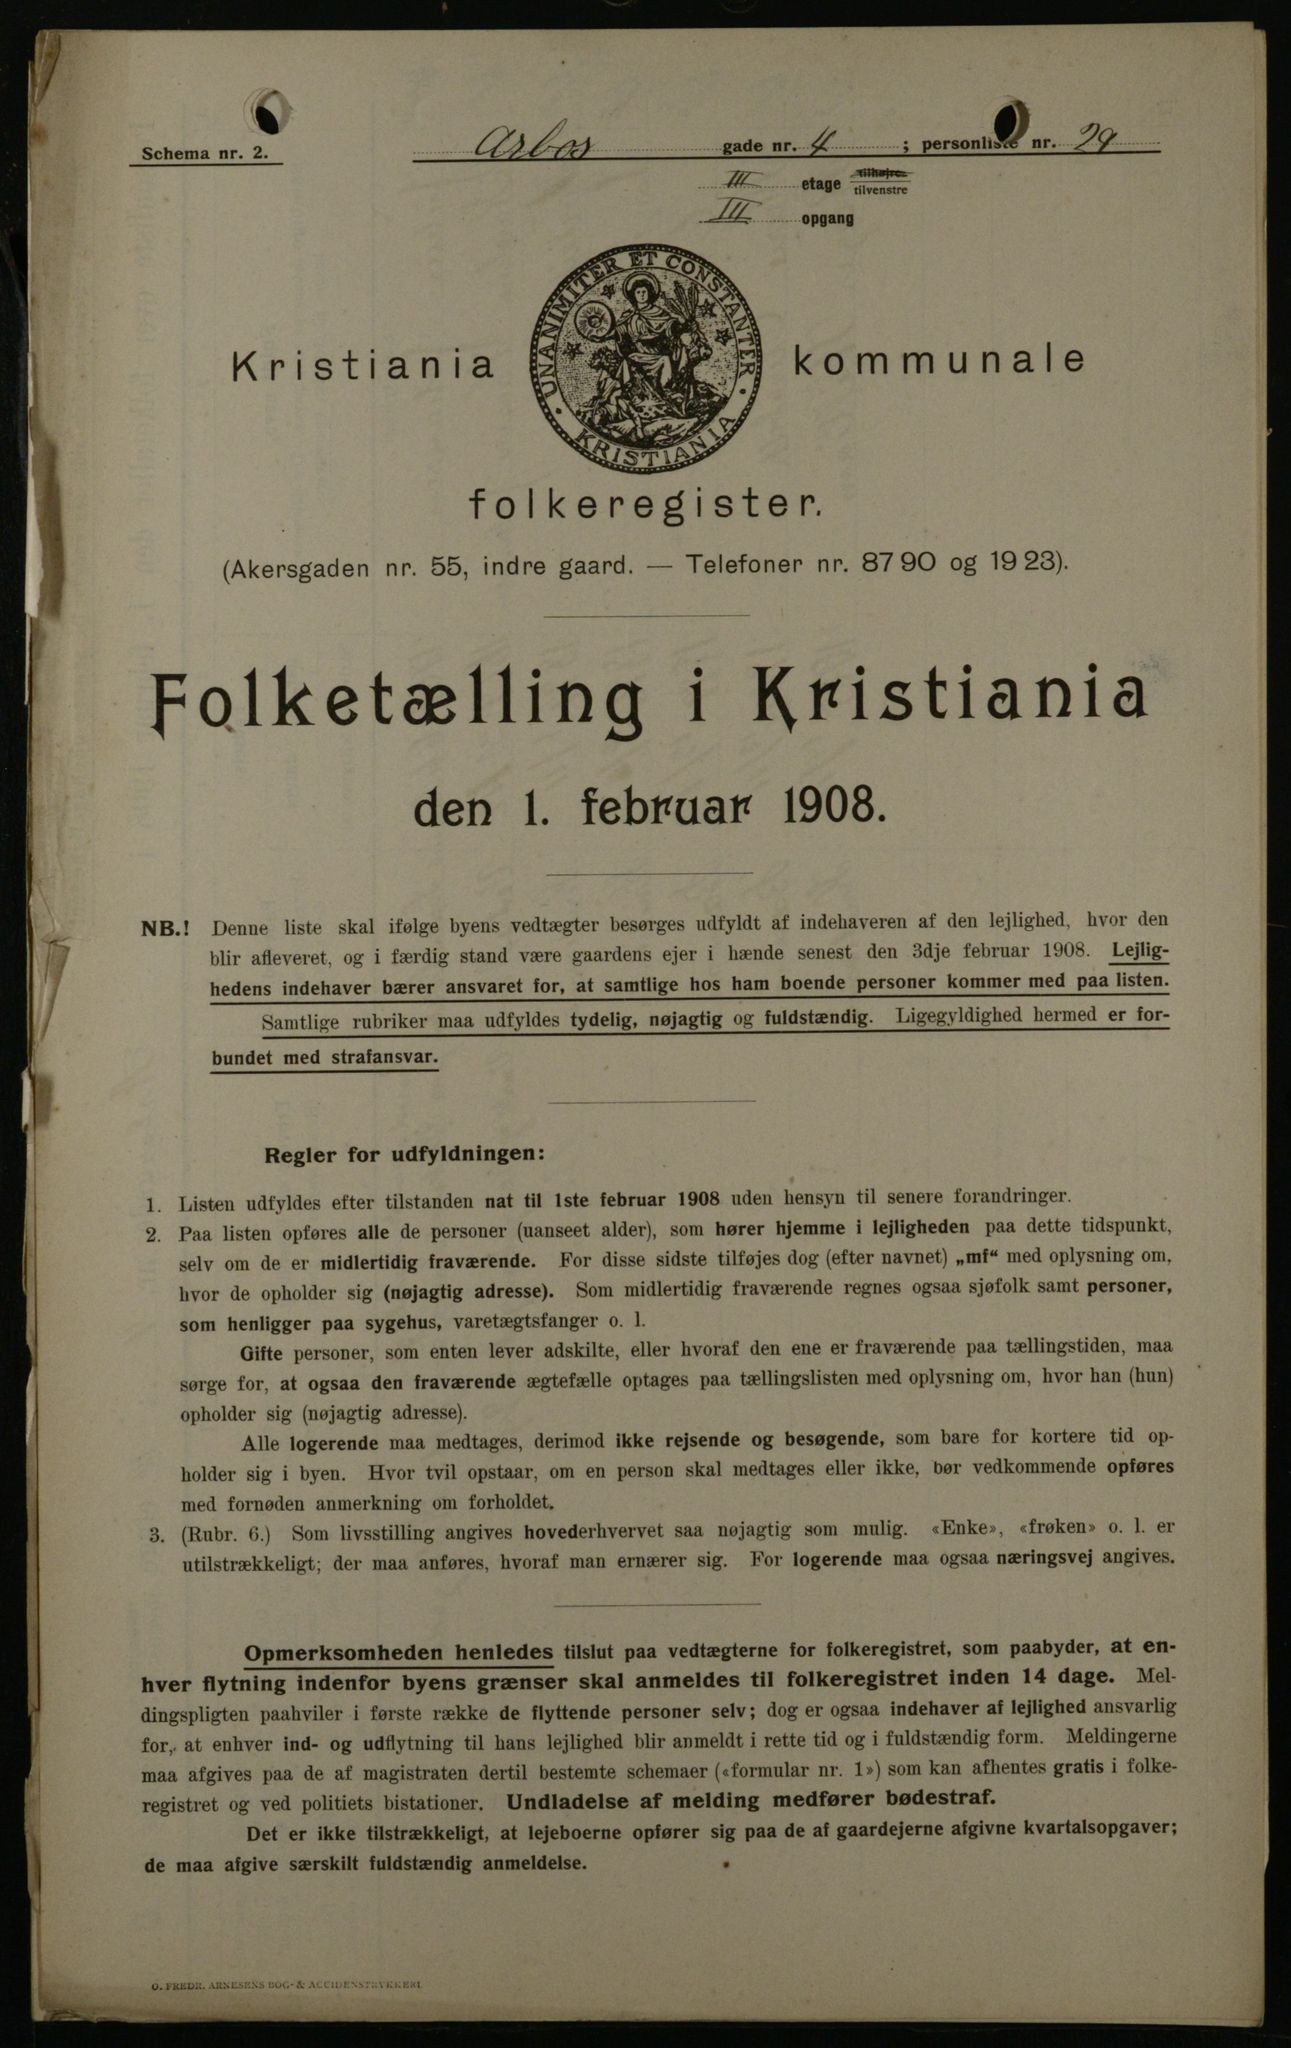 Schema nr. 2.
Arbos gade nr. 4 ; personliste nr. 29
III etage tilhøjre. tilvenstre
III opgang
UNANIMITER ET CONSTANTER · KRISTIANIA ·
Kristiania kommunale
folkeregister.
(Akersgaden nr. 55, indre gaard. — Telefoner nr. 87 90 og 19 23).
Folketælling i Kristiania
den 1. februar 1908.
NB.! Denne liste skal ifølge byens vedtægter besørges udfyldt af indehaveren af den lejlighed, hvor den
blir afleveret, og i færdig stand være gaardens ejer i hænde senest den 3dje februar 1908. Lejlig-
hedens indehaver bærer ansvaret for, at samtlige hos ham boende personer kommer med paa listen.
Samtlige rubriker maa udfyldes tydelig, nøjagtig og fuldstændig. Ligegyldighed hermed er for-
bundet med strafansvar.
Regler for udfyldningen:
1. Listen udfyldes efter tilstanden nat til 1ste februar 1908 uden hensyn til senere forandringer.
2. Paa listen opføres alle de personer (uanseet alder), som hører hjemme i lejligheden paa dette tidspunkt,
selv om de er midlertidig fraværende. For disse sidste tilføjes dog (efter navnet) „mf“ med oplysning om,
hvor de opholder sig (nøjagtig adresse). Som midlertidig fraværende regnes ogsaa sjøfolk samt personer,
som henligger paa sygehus, varetægtsfanger o. l.
Gifte personer, som enten lever adskilte, eller hvoraf den ene er fraværende paa tællingstiden, maa
sørge for, at ogsaa den fraværende ægtefælle optages paa tællingslisten med oplysning om, hvor han (hun)
opholder sig (nøjagtig adresse).
Alle logerende maa medtages, derimod ikke rejsende og besøgende, som bare for kortere tid op-
holder sig i byen. Hvor tvil opstaar, om en person skal medtages eller ikke, bør vedkommende opføres
med fornøden anmerkning om forholdet.
3. (Rubr. 6.) Som livsstilling angives hovederhvervet saa nøjagtig som mulig. «Enke», «frøken» o. l. er
utilstrækkeligt; der maa anføres, hvoraf man ernærer sig. For logerende maa ogsaa næringsvej angives.
Opmerksomheden henledes tilslut paa vedtægterne for folkeregistret, som paabyder, at en-
hver flytning indenfor byens grænser skal anmeldes til folkeregistret inden 14 dage. Mel-
dingspligten paahviler i første række de flyttende personer selv; dog er ogsaa indehaver af lejlighed ansvarlig
for, at enhver ind- og udflytning til hans lejlighed blir anmeldt i rette tid og i fuldstændig form. Meldingerne
maa afgives paa de af magistraten dertil bestemte schemaer («formular nr. 1») som kan afhentes gratis i folke-
registret og ved politiets bistationer. Undladelse af melding medfører bødestraf.
Det er ikke tilstrækkeligt, at lejeboerne opfører sig paa de af gaardejerne afgivne kvartalsopgaver;
de maa afgive særskilt fuldstændig anmeldelse.
O. FREDR. ARNESENS BOG- & ACCIDENSTRYKKERI.